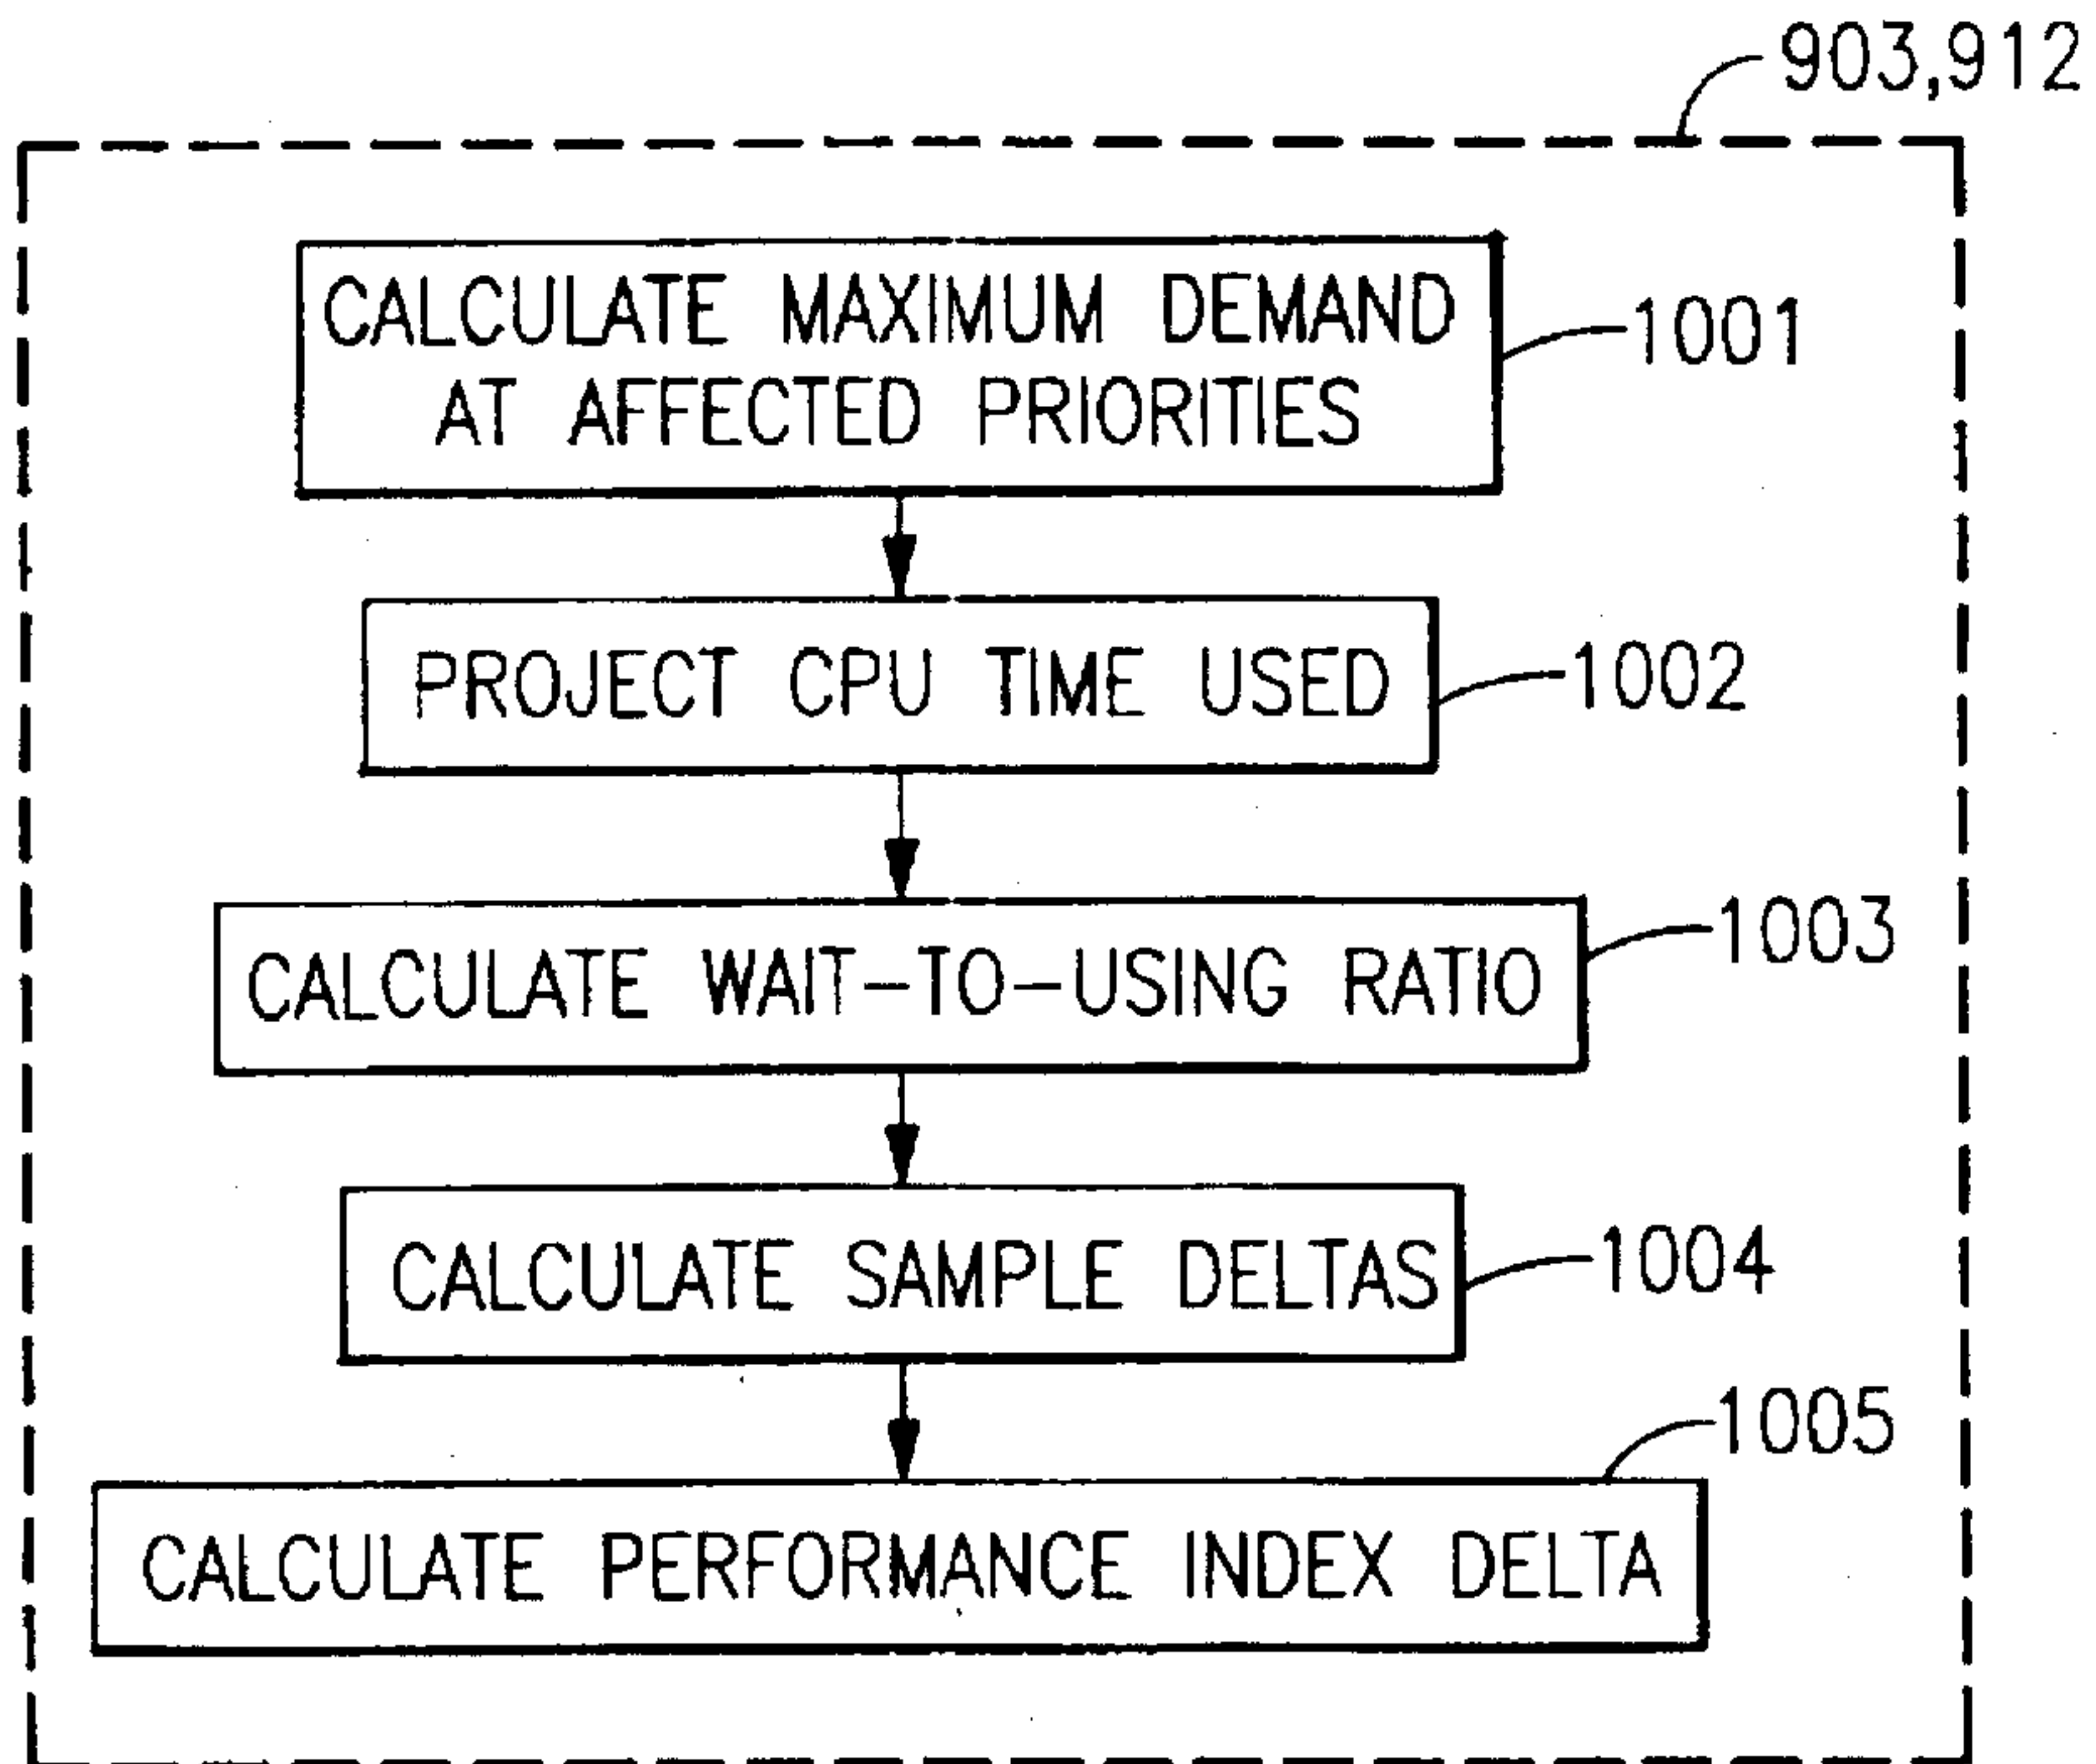 903,912
CALCULATE MAXIMUM DEMAND
AT AFFECTED PRIORITIES
1001
PROJECT CPU TIME USED
1002
CALCULATE WAIT-TO-USING RATIO
1003
CALCULATE SAMPLE DELTAS
1004
CALCULATE PERFORMANCE INDEX DELTA
1005